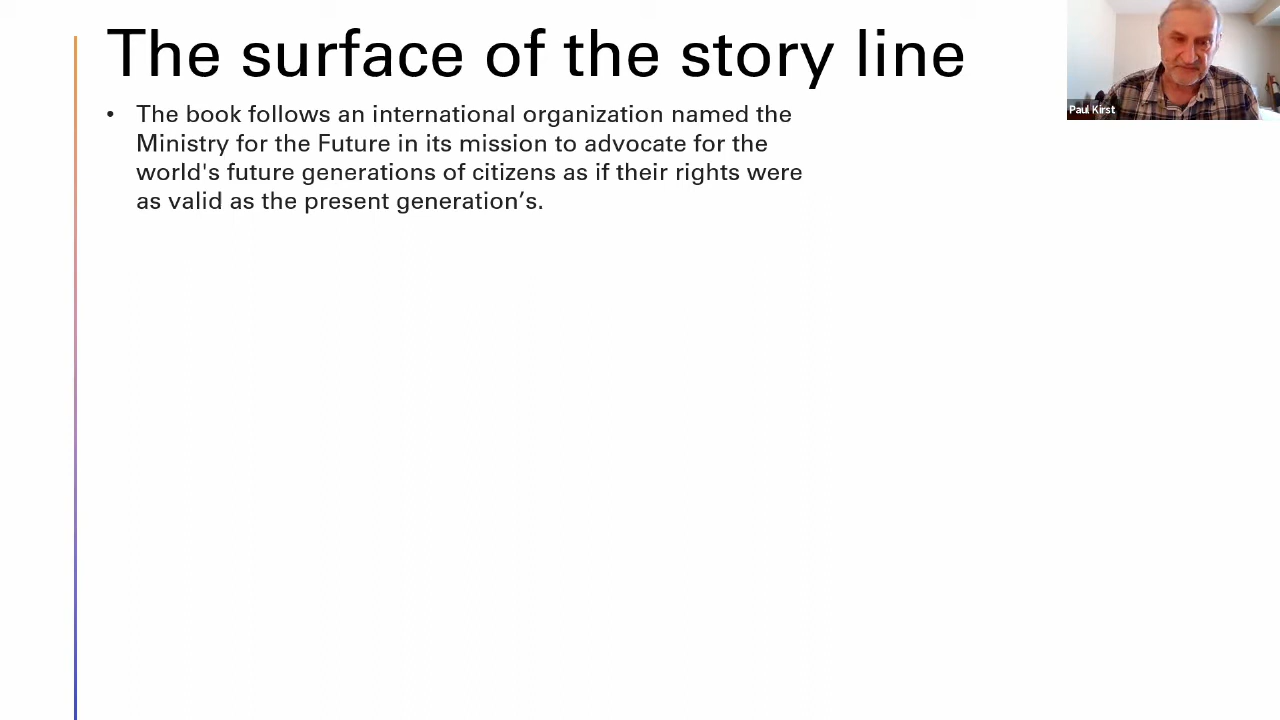 The surface of the story line
• The book follows an international organization named the
Ministry for the Future in its mission to advocate for the
world's future generations of citizens as if their rights were
as valid as the present generation’s.
Paul Kirst